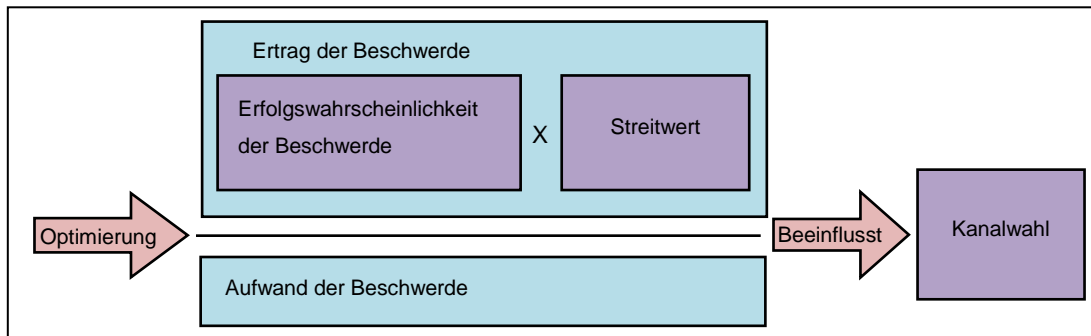 Ertrag der Beschwerde
Erfolgswahrscheinlichkeit
der Beschwerde
X
Streitwert
Optimierung
Beeinflusst
Kanalwahl
Aufwand der Beschwerde